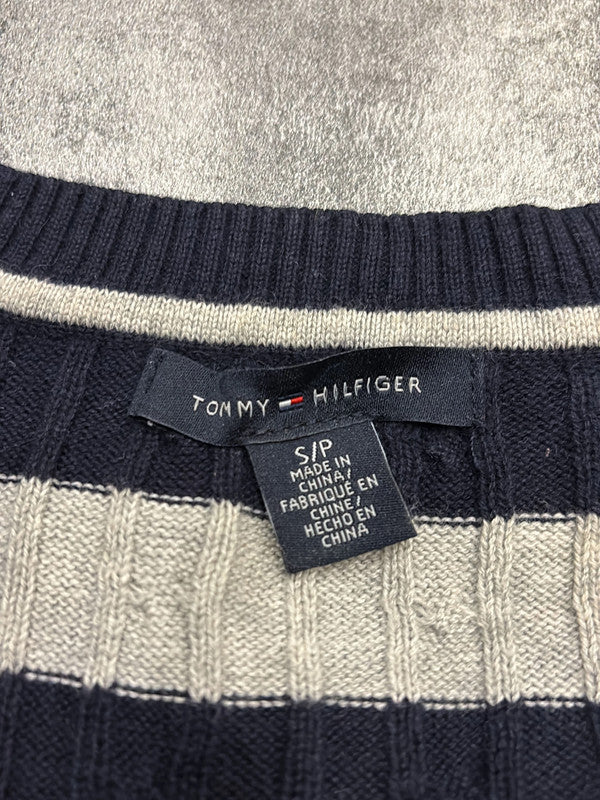 TOMMY HILFIGER
S/P
MADE IN
CHINA/
FABRIQUÉ EN
CHINE/
HECHO EN
CHINA